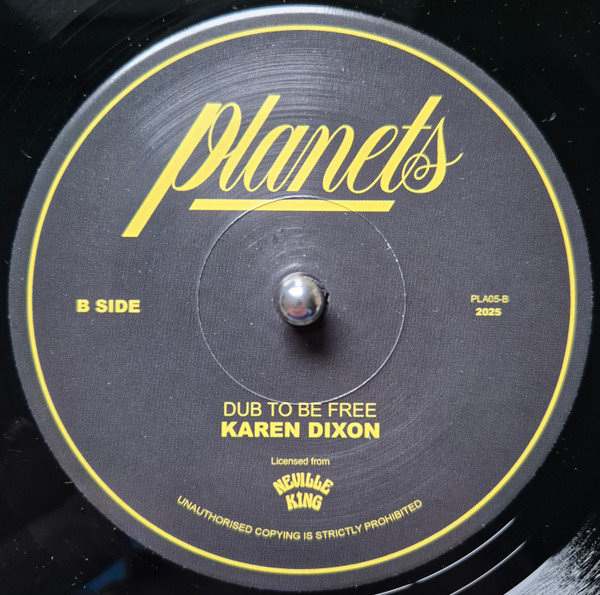 planets
B SIDE
PLA05-B
2025
DUB TO BE FREE
KAREN DIXON
Licensed from
NEVILLE
KING
UNAUTHORISED COPYING IS STRICTLY PROHIBITED